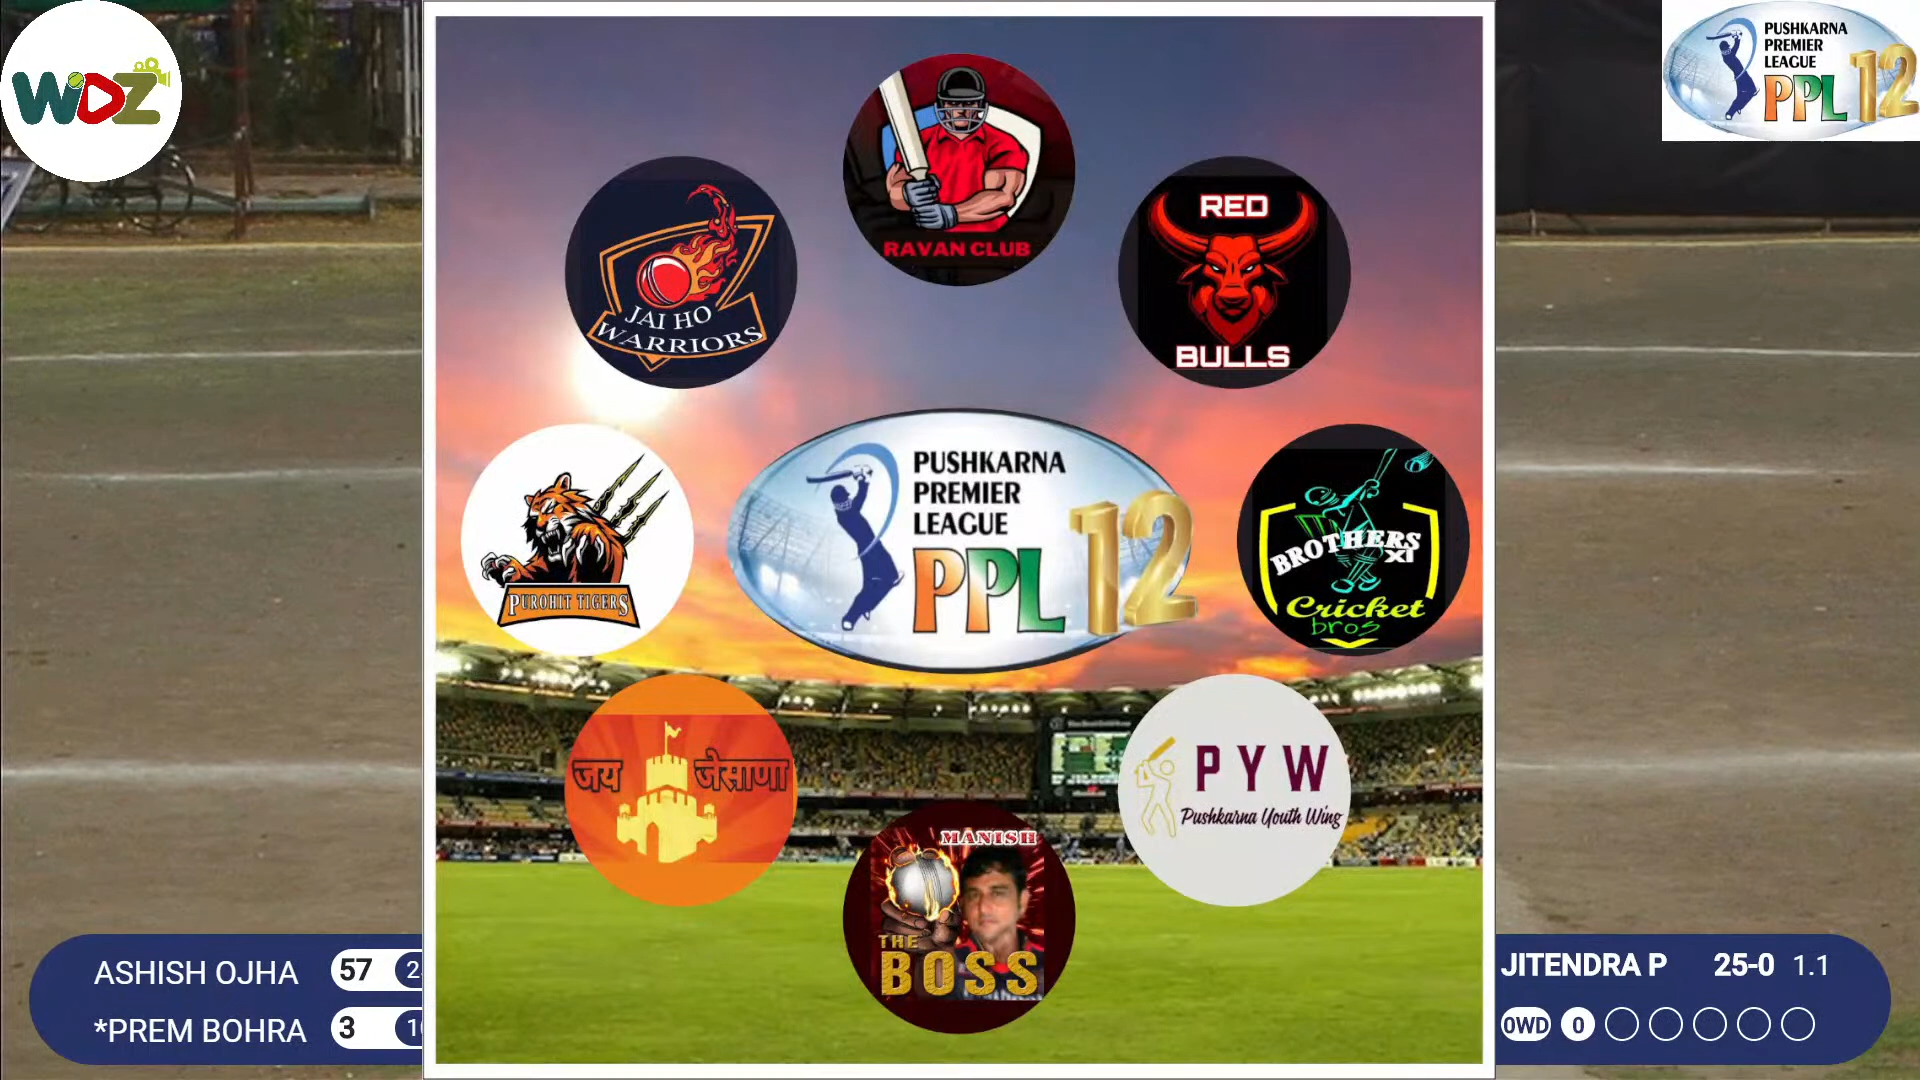 WDZ
PUSHKARNA
PREMIER
LEAGUE
PPL 12
RAVAN CLUB
JAI HO
WARRIORS
RED
BULLS
PUSHKARNA
PREMIER
LEAGUE
PPL 12
PUROHIT TIGERS
BROTHERS
XI
Cricket
bros
जय जेसाणा
PYW
Pushkarna Youth Wing
MANISH
THE
BOSS
ASHISH OJHA 57
*PREM BOHRA 3
JITENDRA P 25-0 1.1
0WD 0